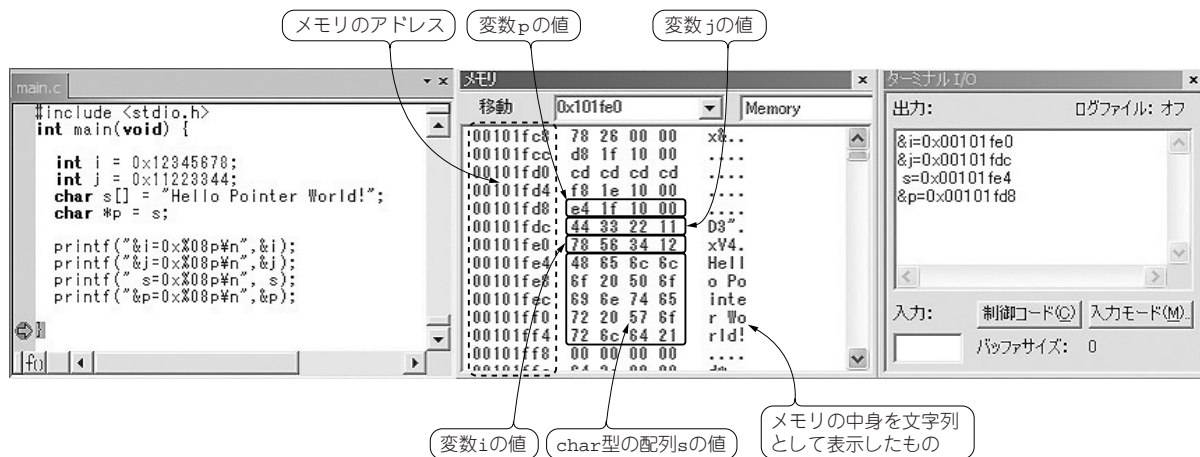 メモリのアドレス
変数pの値
変数jの値
main.c
#include <stdio.h>
int main(void) {
int i = 0x12345678;
int j = 0x11223344;
char s[] = "Hello Pointer World!";
char *p = s;
printf("&i=0x%08p¥n",&i);
printf("&j=0x%08p¥n",&j);
printf(" s=0x%08p¥n", s);
printf("&p=0x%08p¥n",&p);
}
f()
メモリ
移動 0x101fe0 Memory
00101fc8 78 26 00 00 x&..
00101fcc d8 1f 10 00 ....
00101fd0 cd cd cd cd ....
00101fd4 f8 1e 10 00 ....
00101fd8 e4 1f 10 00 ....
00101fdc 44 33 22 11 D3".
00101fe0 78 56 34 12 xV4.
00101fe4 48 65 6c 6c Hell
00101fe8 6f 20 50 6f o Po
00101fec 69 6e 74 65 inte
00101ff0 72 20 57 6f r Wo
00101ff4 72 6c 64 21 rld!
00101ff8 00 00 00 00 ....
ターミナル I/O
出力: ログファイル: オフ
&i=0x00101fe0
&j=0x00101fdc
s=0x00101fe4
&p=0x00101fd8
入力: 制御コード(C) 入力モード(M)..
バッファサイズ: 0
変数iの値
char型の配列sの値
メモリの中身を文字列
として表示したもの